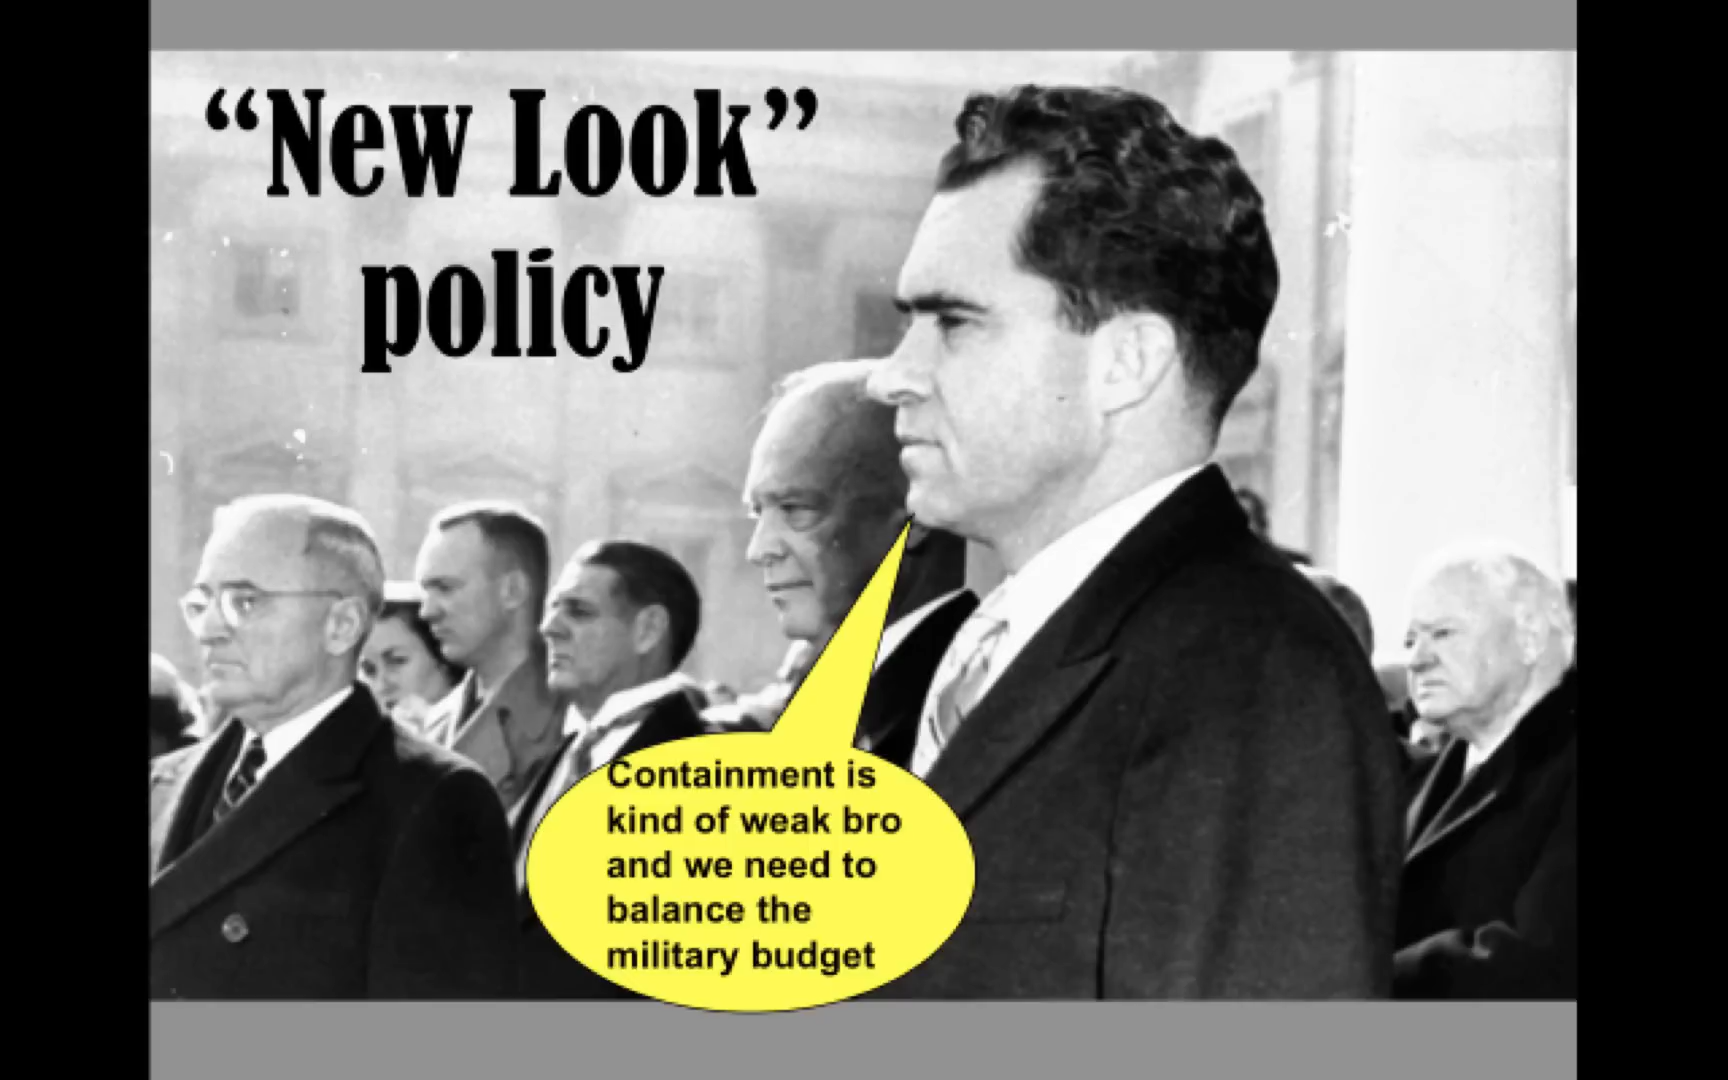 “New Look”
policy
Containment is
kind of weak bro
and we need to
balance the
military budget